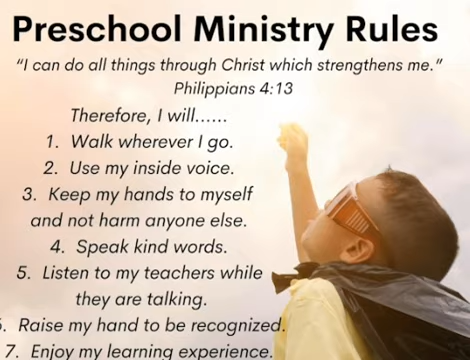 Preschool Ministry Rules
“I can do all things through Christ which strengthens me.”
Philippians 4:13
Therefore, I will......
1. Walk wherever I go.
2. Use my inside voice.
3. Keep my hands to myself
and not harm anyone else.
4. Speak kind words.
5. Listen to my teachers while
they are talking.
6. Raise my hand to be recognized.
7. Enjoy my learning experience.